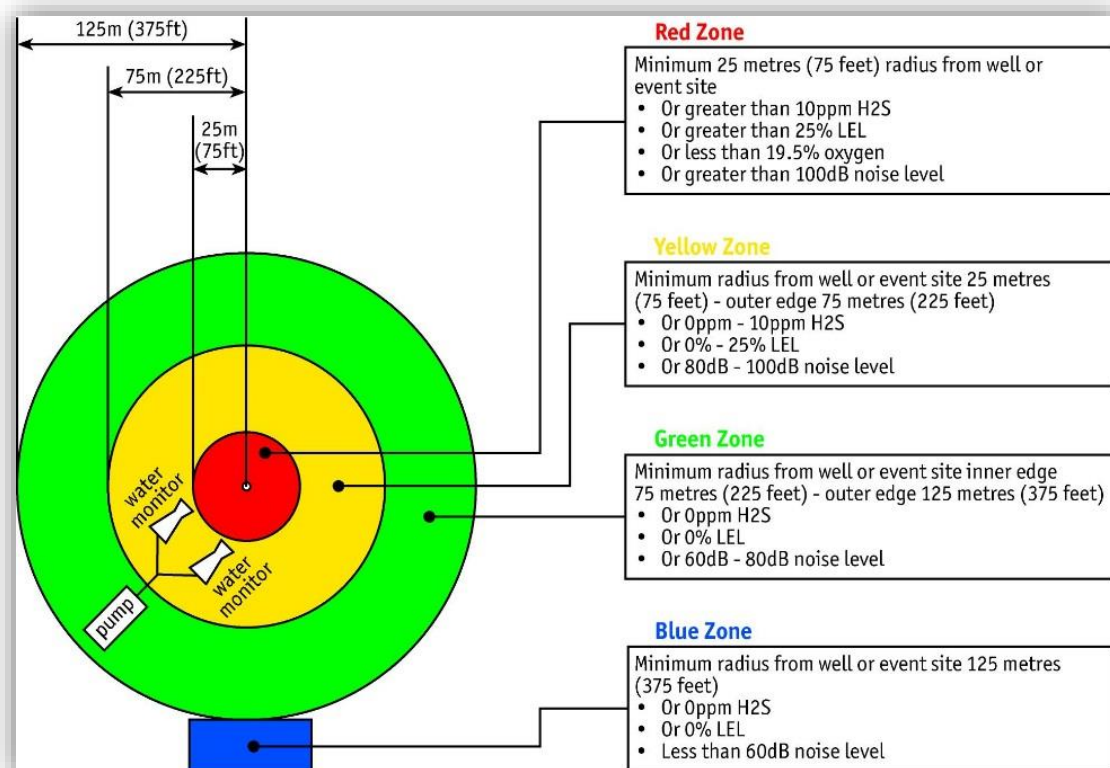 125m (375ft)
75m (225ft)
25m
(75ft)
water
monitor
water
monitor
pump
Red Zone
Minimum 25 metres (75 feet) radius from well or
event site
• Or greater than 10ppm H2S
• Or greater than 25% LEL
• Or less than 19.5% oxygen
• Or greater than 100dB noise level
Yellow Zone
Minimum radius from well or event site 25 metres
(75 feet) - outer edge 75 metres (225 feet)
• Or 0ppm - 10ppm H2S
• Or 0% - 25% LEL
• Or 80dB - 100dB noise level
Green Zone
Minimum radius from well or event site inner edge
75 metres (225 feet) - outer edge 125 metres (375 feet)
• Or 0ppm H2S
• Or 0% LEL
• Or 60dB - 80dB noise level
Blue Zone
Minimum radius from well or event site 125 metres
(375 feet)
• Or 0ppm H2S
• Or 0% LEL
• Less than 60dB noise level